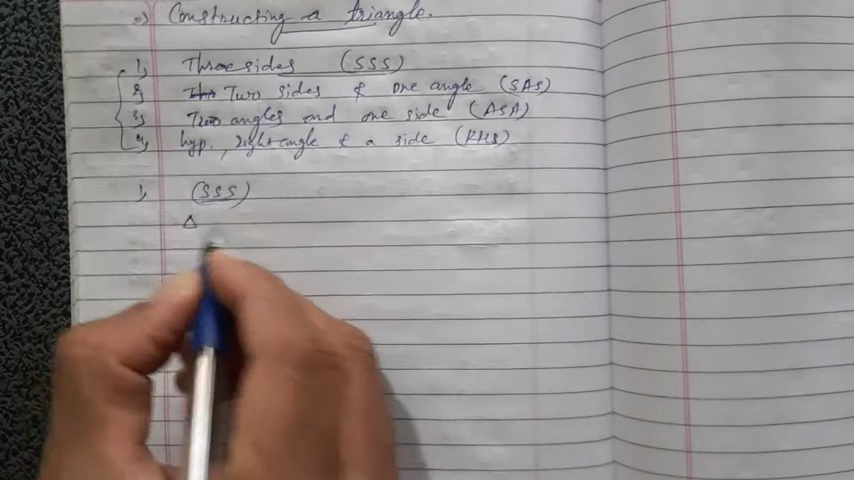 ⇒ Constructing a triangle.
1, Three sides (SSS)
2, Two sides & one angle (SAS)
3, Two angles and one side (ASA)
4, hyp., right angle & a side (RHS)
1, (SSS)
Δ